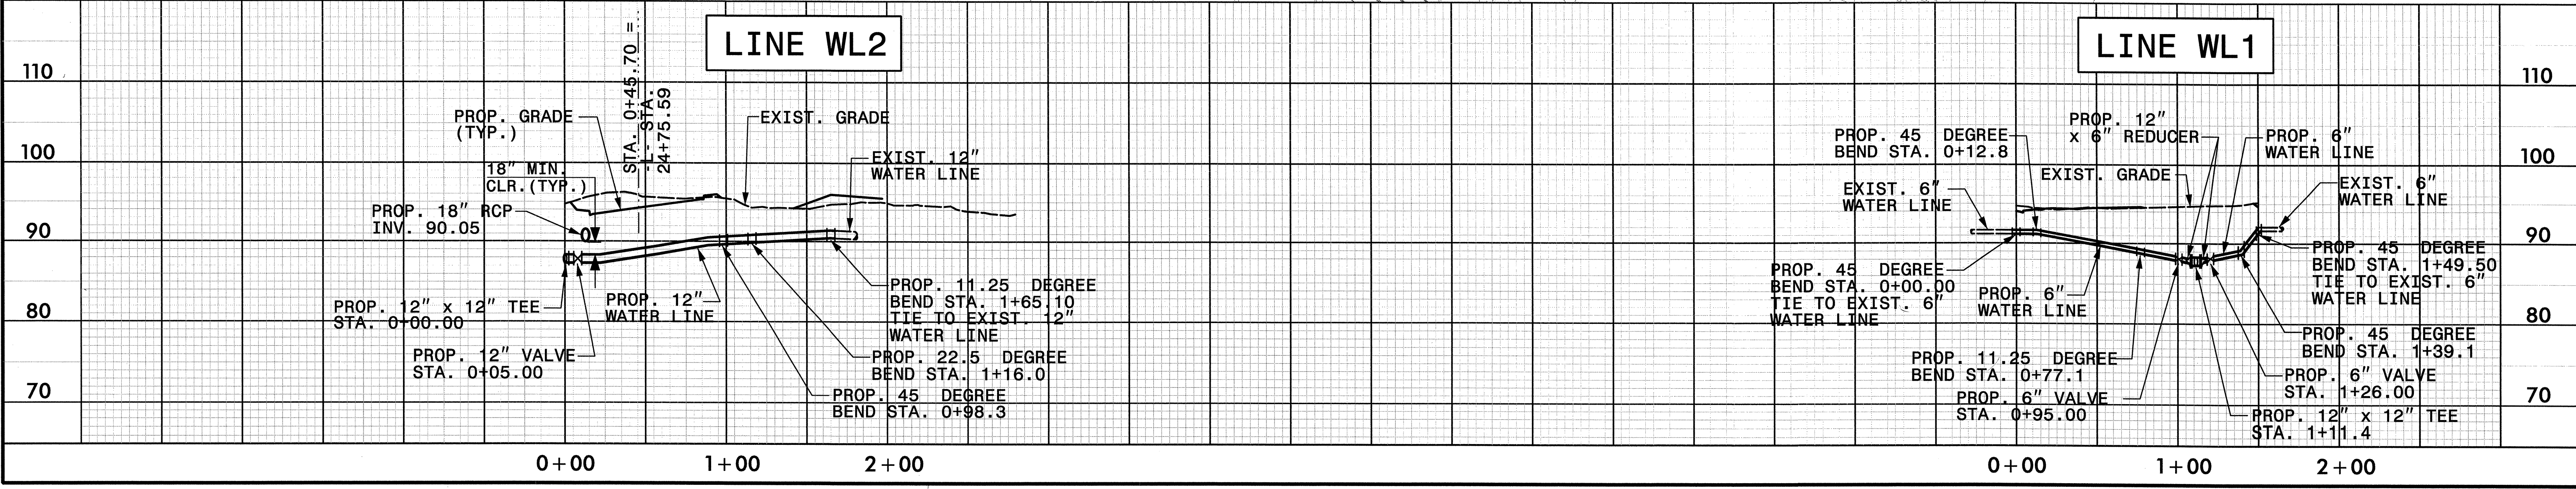 LINE WL2
110
100
90
80
70
STA. 0+45.70 =
-L- STA.
24+75.59
PROP. GRADE
(TYP.)
EXIST. GRADE
18" MIN.
CLR.(TYP.)
EXIST. 12"
WATER LINE
PROP. 18" RCP
INV. 90.05
PROP. 12" x 12" TEE
STA. 0+00.00
PROP. 12"
WATER LINE
PROP. 12" VALVE
STA. 0+05.00
PROP. 11.25 DEGREE
BEND STA. 1+65.10
TIE TO EXIST. 12"
WATER LINE
PROP. 22.5 DEGREE
BEND STA. 1+16.0
PROP. 45 DEGREE
BEND STA. 0+98.3
0+00
1+00
2+00
LINE WL1
PROP. 45 DEGREE
BEND STA. 0+12.8
PROP. 12"
x 6" REDUCER
PROP. 6"
WATER LINE
EXIST. 6"
WATER LINE
EXIST. GRADE
EXIST. 6"
WATER LINE
PROP. 45 DEGREE
BEND STA. 0+00.00
TIE TO EXIST. 6"
WATER LINE
PROP. 6"
WATER LINE
PROP. 11.25 DEGREE
BEND STA. 0+77.1
PROP. 6" VALVE
STA. 0+95.00
PROP. 45 DEGREE
BEND STA. 1+49.50
TIE TO EXIST. 6"
WATER LINE
PROP. 45 DEGREE
BEND STA. 1+39.1
PROP. 6" VALVE
STA. 1+26.00
PROP. 12" x 12" TEE
STA. 1+11.4
110
100
90
80
70
0+00
1+00
2+00